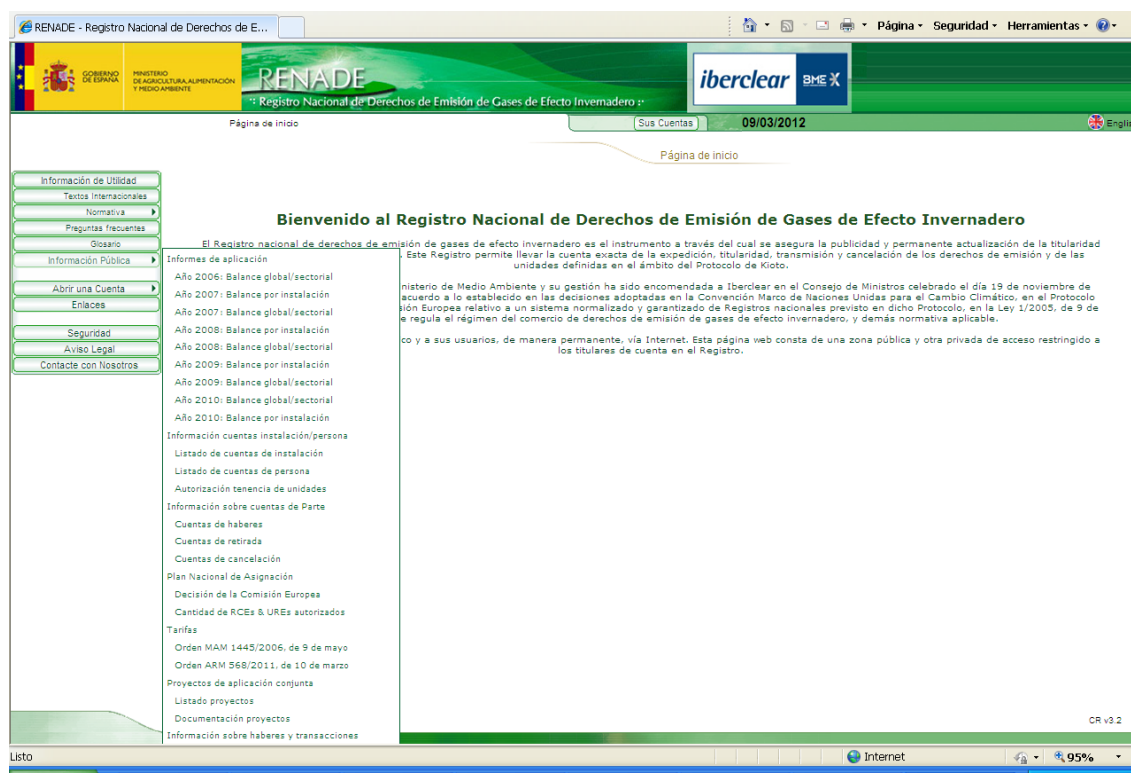 RENADE - Registro Nacional de Derechos de E...
Página
Seguridad
Herramientas
GOBIERNO DE ESPAÑA
MINISTERIO DE AGRICULTURA, ALIMENTACIÓN Y MEDIO AMBIENTE
RENADE
Registro Nacional de Derechos de Emisión de Gases de Efecto Invernadero
iberclear BME X
Página de inicio
Sus Cuentas
09/03/2012
Englis
Página de inicio
Información de Utilidad
Textos Internacionales
Normativa
Preguntas frecuentes
Glosario
Información Pública
Abrir una Cuenta
Enlaces
Seguridad
Aviso Legal
Contacte con Nosotros
Bienvenido al Registro Nacional de Derechos de Emisión de Gases de Efecto Invernadero
El Registro nacional de derechos de emisión de gases de efecto invernadero es el instrumento a través del cual se asegura la publicidad y permanente actualización de la titularidad
. Este Registro permite llevar la cuenta exacta de la expedición, titularidad, transmisión y cancelación de los derechos de emisión y de las
unidades definidas en el ámbito del Protocolo de Kioto.
nisterio de Medio Ambiente y su gestión ha sido encomendada a Iberclear en el Consejo de Ministros celebrado el día 19 de noviembre de
acuerdo a lo establecido en las decisiones adoptadas en la Convención Marco de Naciones Unidas para el Cambio Climático, en el Protocolo
sión Europea relativo a un sistema normalizado y garantizado de Registros nacionales previsto en dicho Protocolo, en la Ley 1/2005, de 9 de
e regula el régimen del comercio de derechos de emisión de gases de efecto invernadero, y demás normativa aplicable.
co y a sus usuarios, de manera permanente, vía Internet. Esta página web consta de una zona pública y otra privada de acceso restringido a
los titulares de cuenta en el Registro.
Informes de aplicación
Año 2006: Balance global/sectorial
Año 2007: Balance por instalación
Año 2007: Balance global/sectorial
Año 2008: Balance por instalación
Año 2008: Balance global/sectorial
Año 2009: Balance por instalación
Año 2009: Balance global/sectorial
Año 2010: Balance global/sectorial
Año 2010: Balance por instalación
Información cuentas instalación/persona
Listado de cuentas de instalación
Listado de cuentas de persona
Autorización tenencia de unidades
Información sobre cuentas de Parte
Cuentas de haberes
Cuentas de retirada
Cuentas de cancelación
Plan Nacional de Asignación
Decisión de la Comisión Europea
Cantidad de RCEs & UREs autorizados
Tarifas
Orden MAM 1445/2006, de 9 de mayo
Orden ARM 568/2011, de 10 de marzo
Proyectos de aplicación conjunta
Listado proyectos
Documentación proyectos
Información sobre haberes y transacciones
CR v3.2
Listo
Internet
95%